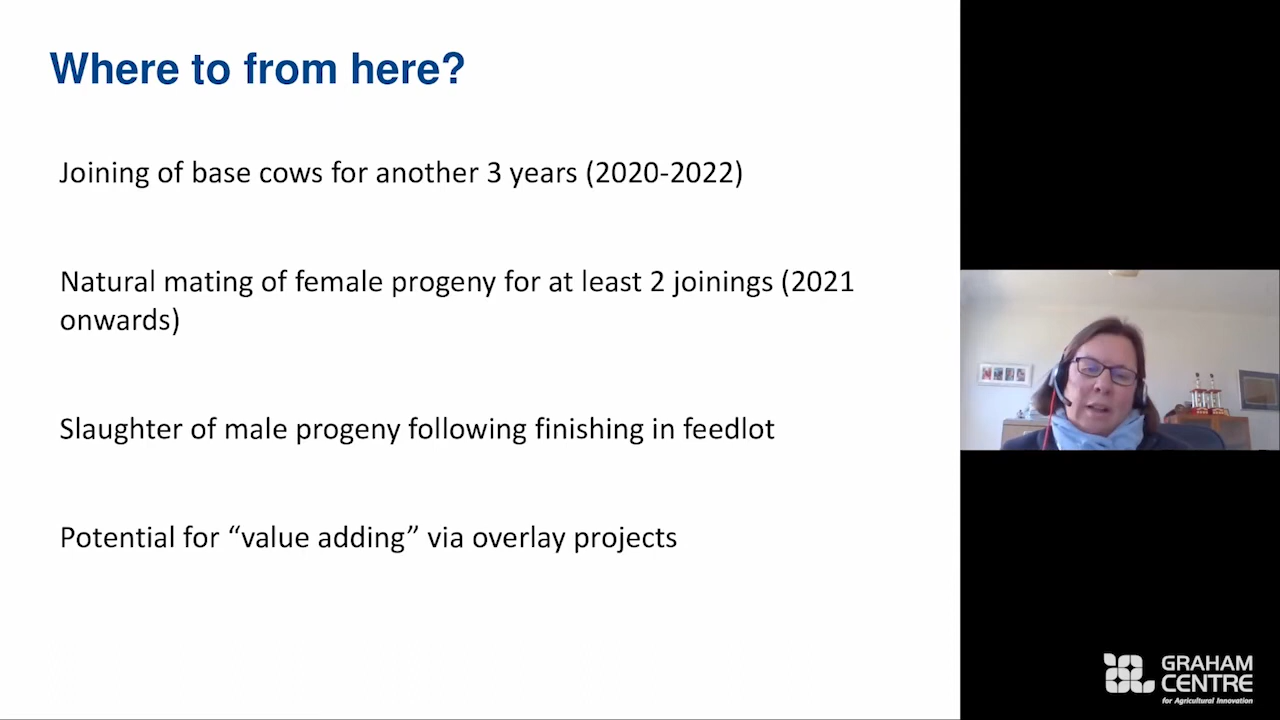 Where to from here?
Joining of base cows for another 3 years (2020-2022)
Natural mating of female progeny for at least 2 joinings (2021
onwards)
Slaughter of male progeny following finishing in feedlot
Potential for “value adding” via overlay projects
GRAHAM
CENTRE
for Agricultural Innovation